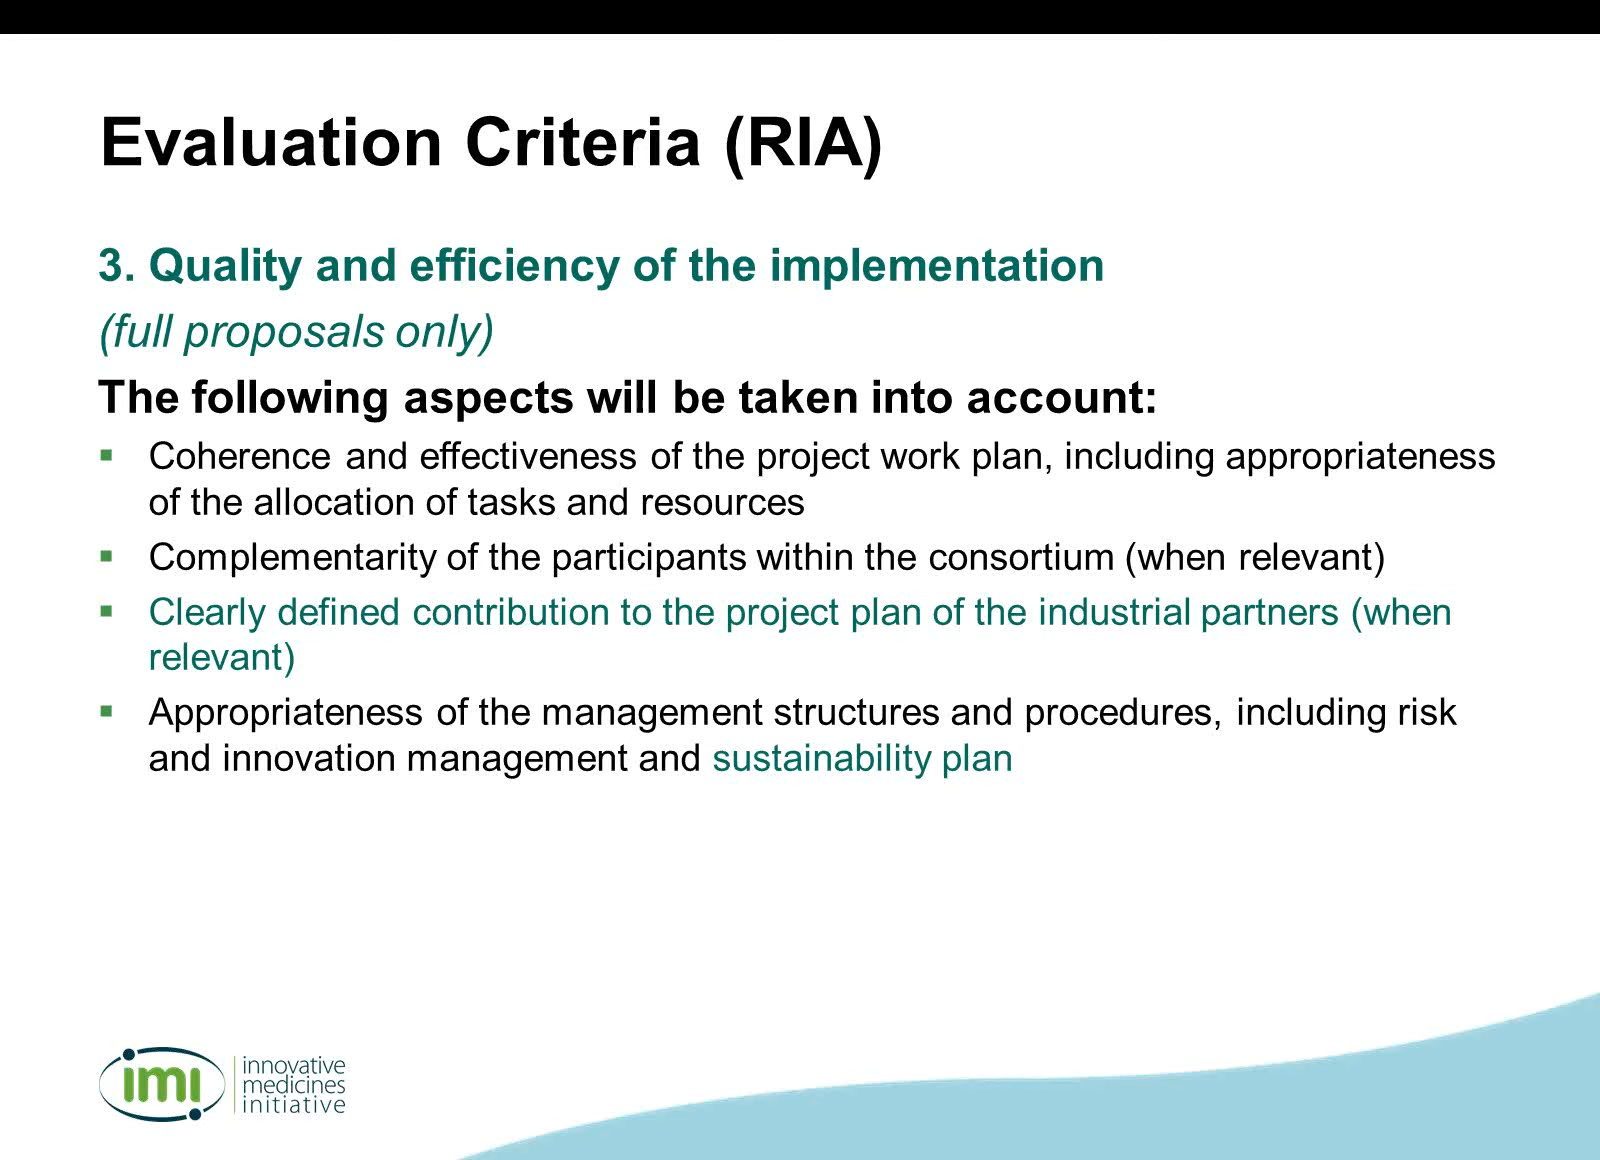 Evaluation Criteria (RIA)
3. Quality and efficiency of the implementation
(full proposals only)
The following aspects will be taken into account:
▪ Coherence and effectiveness of the project work plan, including appropriateness
of the allocation of tasks and resources
▪ Complementarity of the participants within the consortium (when relevant)
▪ Clearly defined contribution to the project plan of the industrial partners (when
relevant)
▪ Appropriateness of the management structures and procedures, including risk
and innovation management and sustainability plan
imi
innovative
medicines
initiative